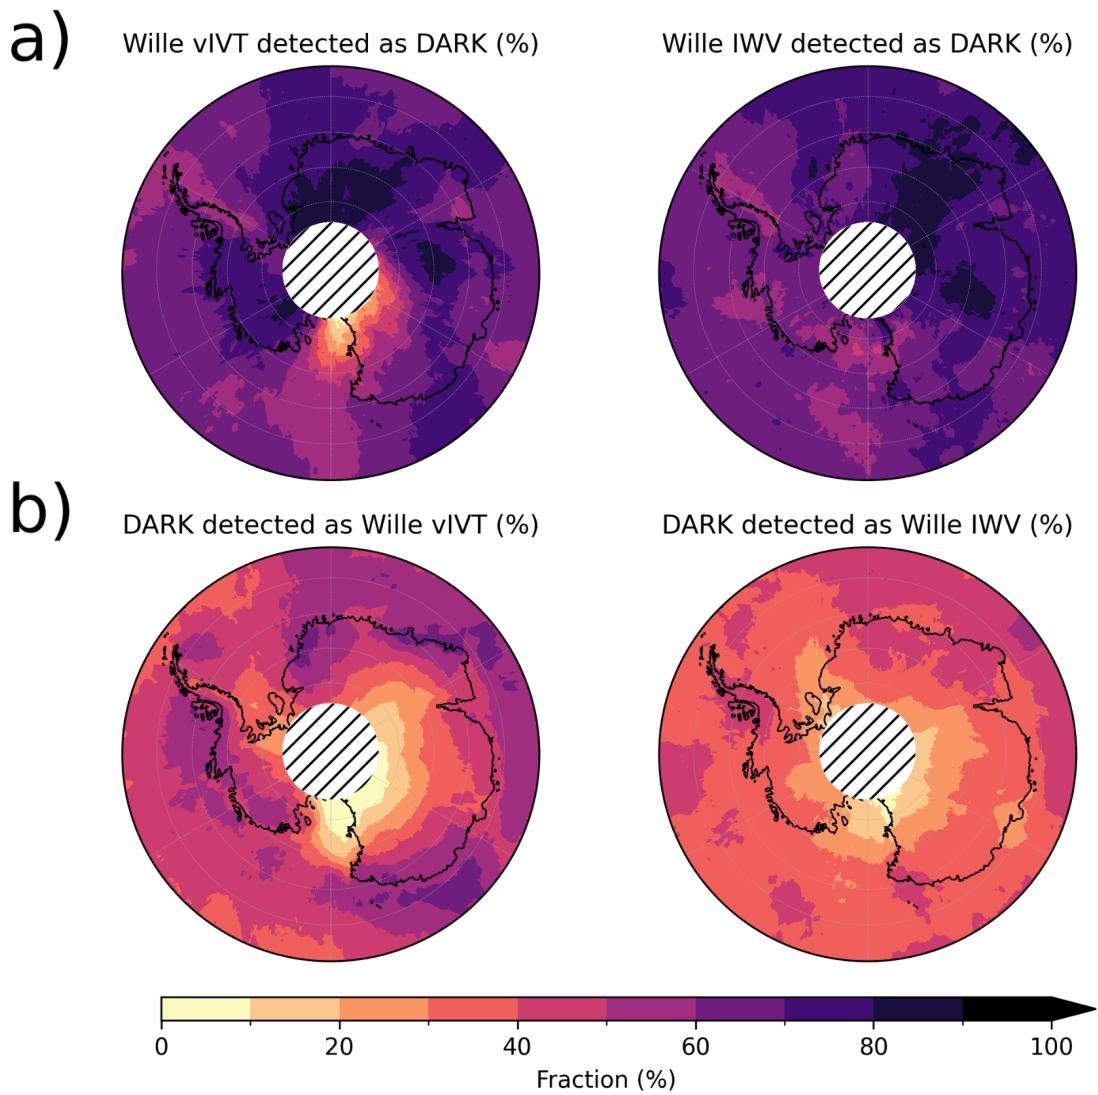 a)
Wille vIVT detected as DARK (%)
Wille IWV detected as DARK (%)
b)
DARK detected as Wille vIVT (%)
DARK detected as Wille IWV (%)
0 20 40 60 80 100
Fraction (%)